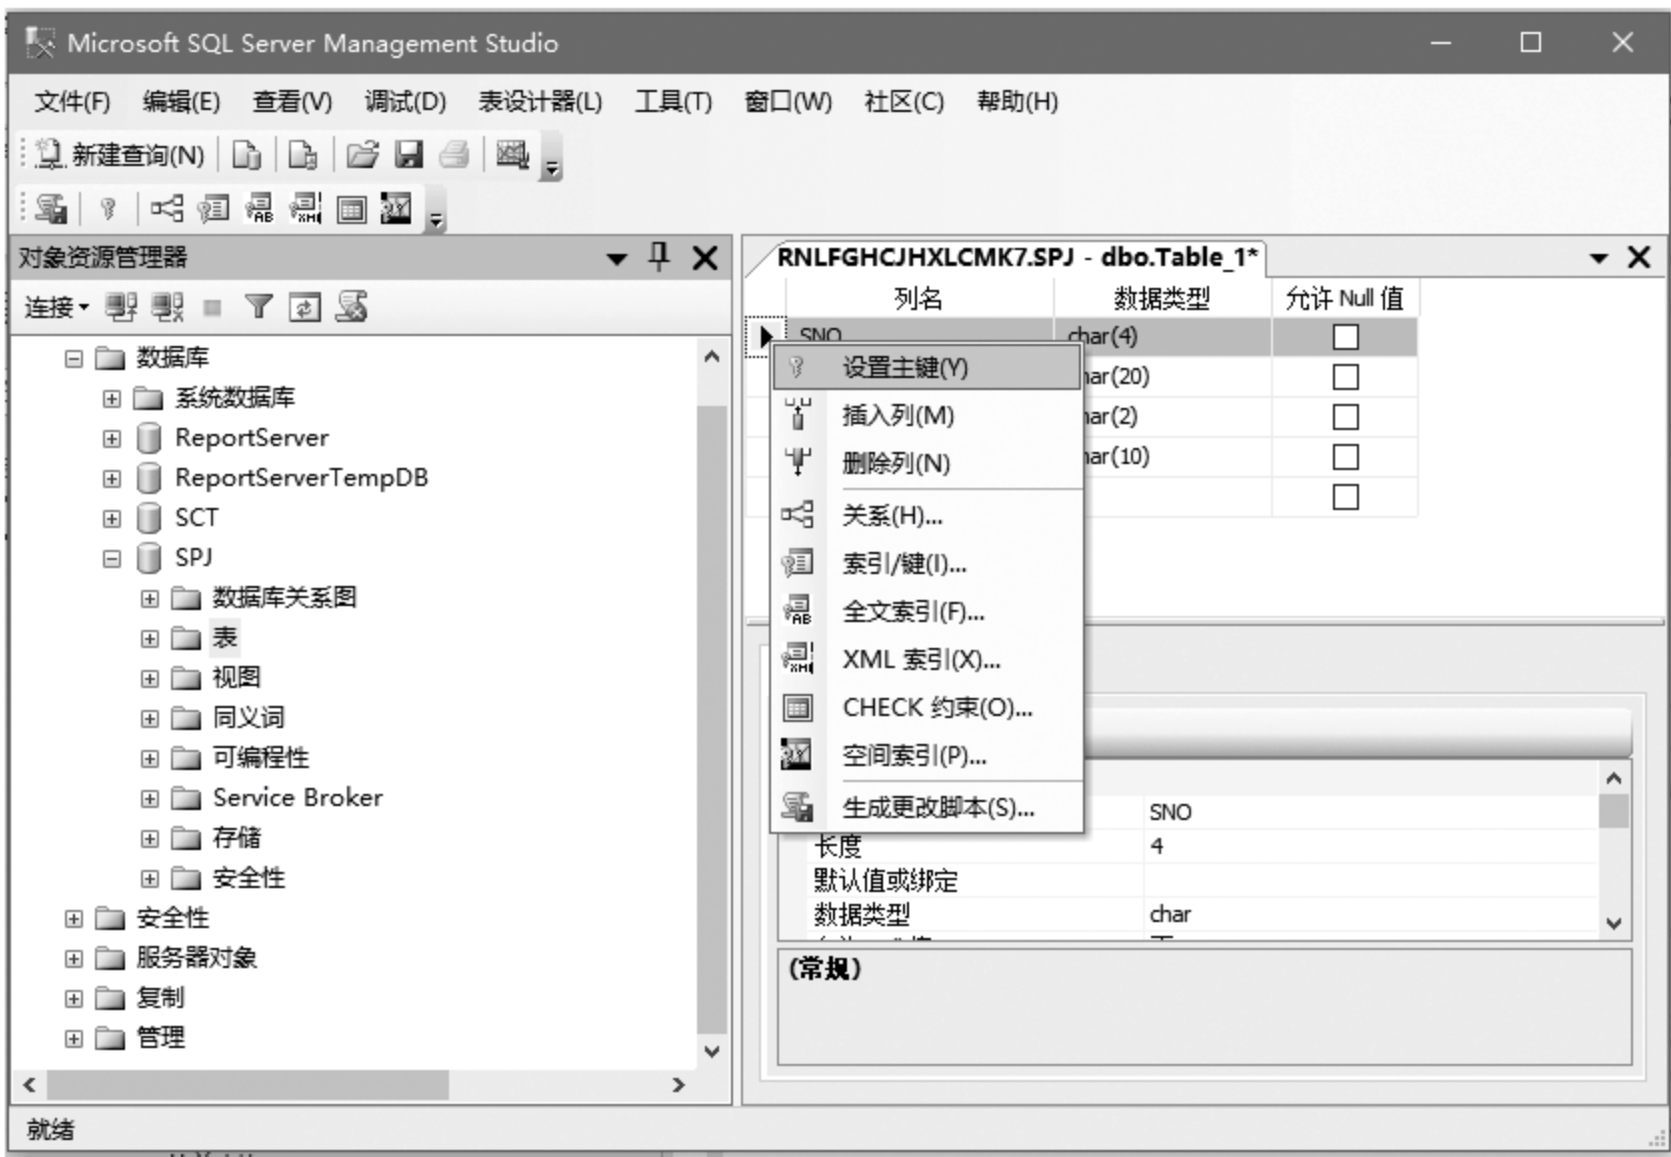 Microsoft SQL Server Management Studio
文件(F) 编辑(E) 查看(V) 调试(D) 表设计器(L) 工具(T) 窗口(W) 社区(C) 帮助(H)
新建查询(N)
对象资源管理器
连接
数据库
系统数据库
ReportServer
ReportServerTempDB
SCT
SPJ
数据库关系图
表
视图
同义词
可编程性
Service Broker
存储
安全性
安全性
服务器对象
复制
管理
RNLFGHCJHXLCMK7.SPJ - dbo.Table_1*
列名 数据类型 允许 Null 值
SNO char(4)
har(20)
har(2)
har(10)
设置主键(Y)
插入列(M)
删除列(N)
关系(H)...
索引/键(I)...
全文索引(F)...
XML 索引(X)...
CHECK 约束(O)...
空间索引(P)...
生成更改脚本(S)...
SNO
长度 4
默认值或绑定
数据类型 char
(常规)
就绪